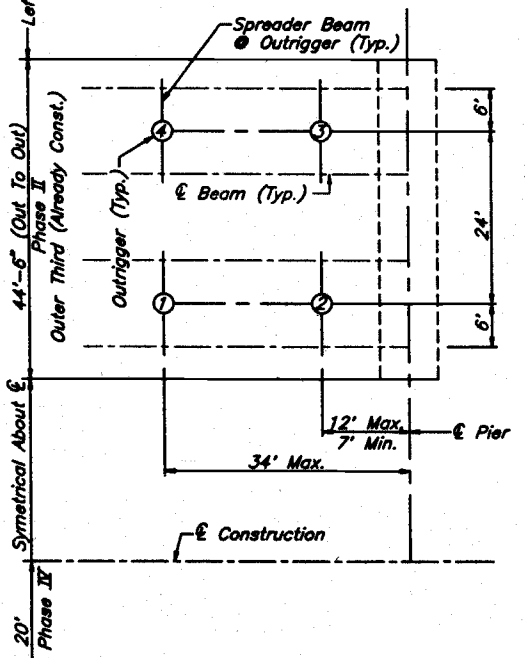 Spreader Beam
@ Outrigger (Typ.)
Lef
44'-6" (Out To Out)
Phase II
Outer Third (Already Const.)
Outrigger (Typ.)
4
3
6'
℄ Beam (Typ.)
24'
1
2
6'
12' Max.
7' Min.
℄ Pier
34' Max.
Symetrical About ℄
℄ Construction
20'
Phase IV